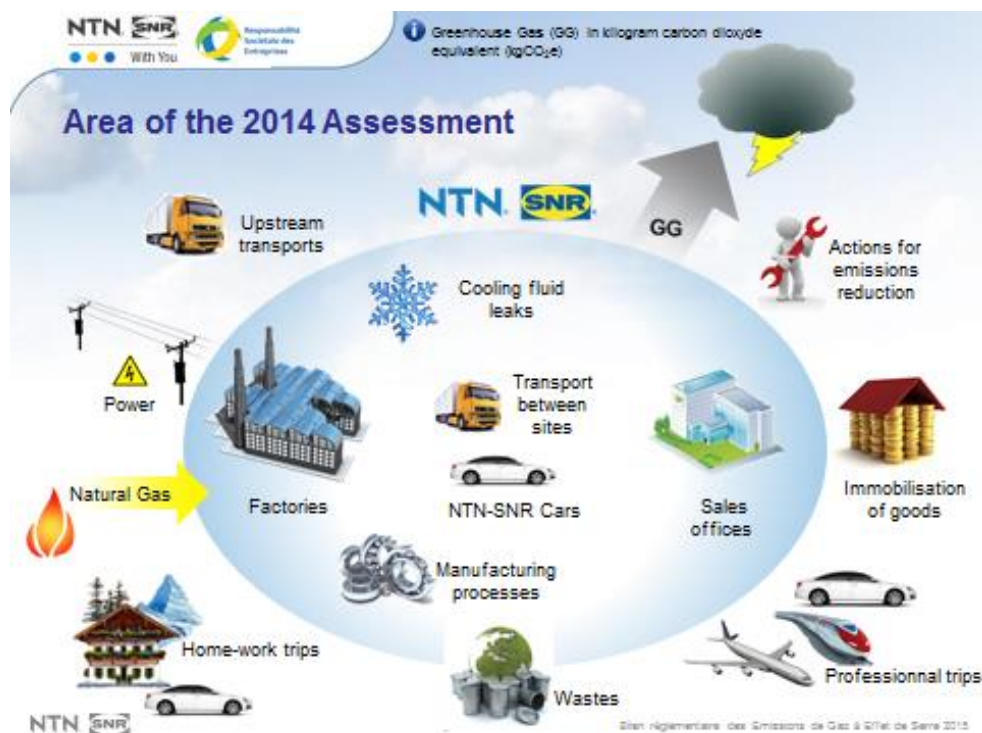 NTN SNR
With You
Responsabilité
Sociétale des
Entreprises
Greenhouse Gas (GG) in kilogram carbon dioxyde
equivalent (kgCO2e)
Area of the 2014 Assessment
NTN. SNR
GG
Upstream
transports
Actions for
emissions
reduction
Cooling fluid
leaks
Power
Transport
between
sites
Natural Gas
Factories
NTN-SNR Cars
Sales
offices
Immobilisation
of goods
Manufacturing
processes
Home-work trips
Wastes
Professionnal trips
NTN SNR
Bilan réglementaire des Emissions de Gaz à Effet de Serre 2015